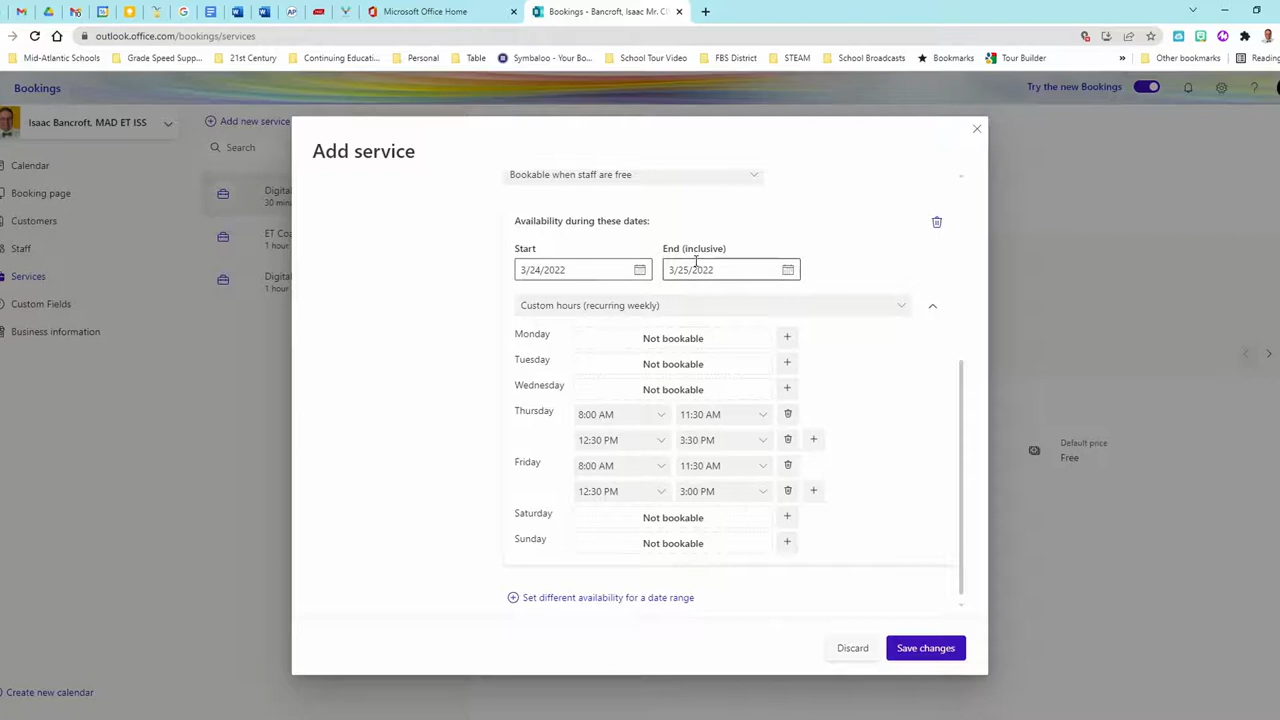 Microsoft Office Home
Bookings - Bancroft, Isaac Mr. CI
outlook.office.com/bookings/services
Mid-Atlantic Schools
Grade Speed Supp...
21st Century
Continuing Educati...
Personal
Table
Symbaloo - Your Bo...
FBS District
STEAM
School Tour Video
School Broadcasts
Bookmarks
Tour Builder
Other bookmarks
Reading
Bookings
Try the new Bookings
Isaac Bancroft, MAD ET ISS
Add new service
Search
Calendar
Booking page
Customers
Staff
Services
Custom Fields
Business information
Create new calendar
Digital
30 minu
ET Coa
1 hour
Digital
1 hour
Default price
Free
Add service
Bookable when staff are free
Availability during these dates:
Start End (inclusive)
3/24/2022 3/25/2022
Custom hours (recurring weekly)
Monday Not bookable +
Tuesday Not bookable +
Wednesday Not bookable +
Thursday 8:00 AM 11:30 AM
12:30 PM 3:30 PM +
Friday 8:00 AM 11:30 AM
12:30 PM 3:00 PM +
Saturday Not bookable +
Sunday Not bookable +
Set different availability for a date range
Discard Save changes